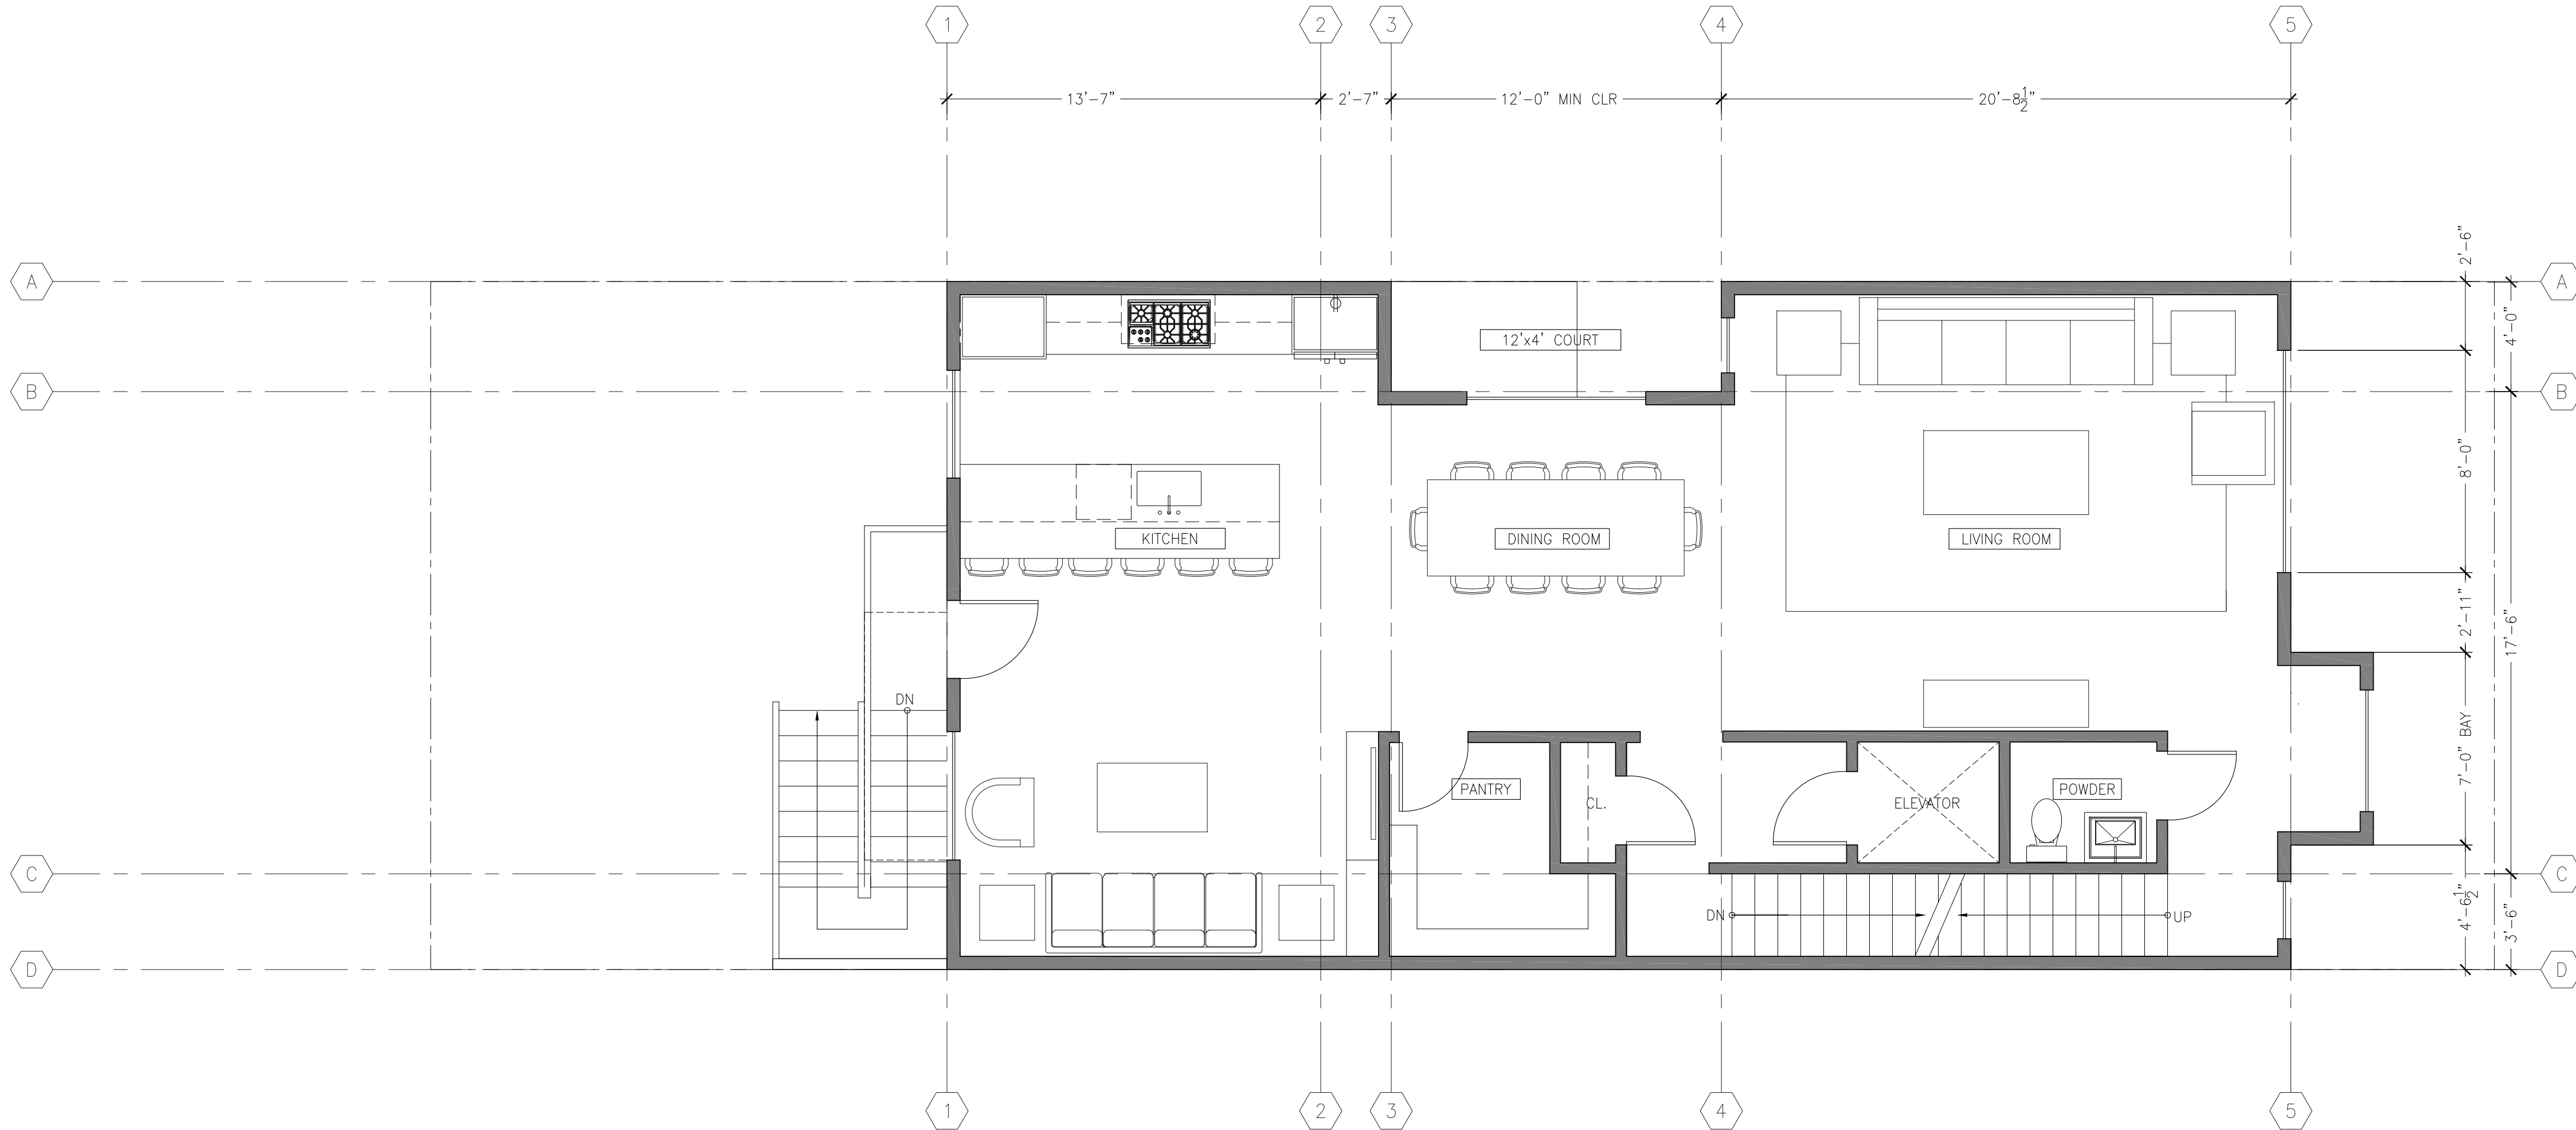 1 2 3 4 5
13'-7" 2'-7" 12'-0" MIN CLR 20'-8½"
2'-6"
A A
4'-0"
12'x4' COURT
B B
8'-0"
KITCHEN DINING ROOM LIVING ROOM
2'-11"
17'-6"
DN
7'-0" BAY
PANTRY CL. ELEVATOR POWDER
C C
4'-6½"
3'-6"
DN UP
D D
1 2 3 4 5